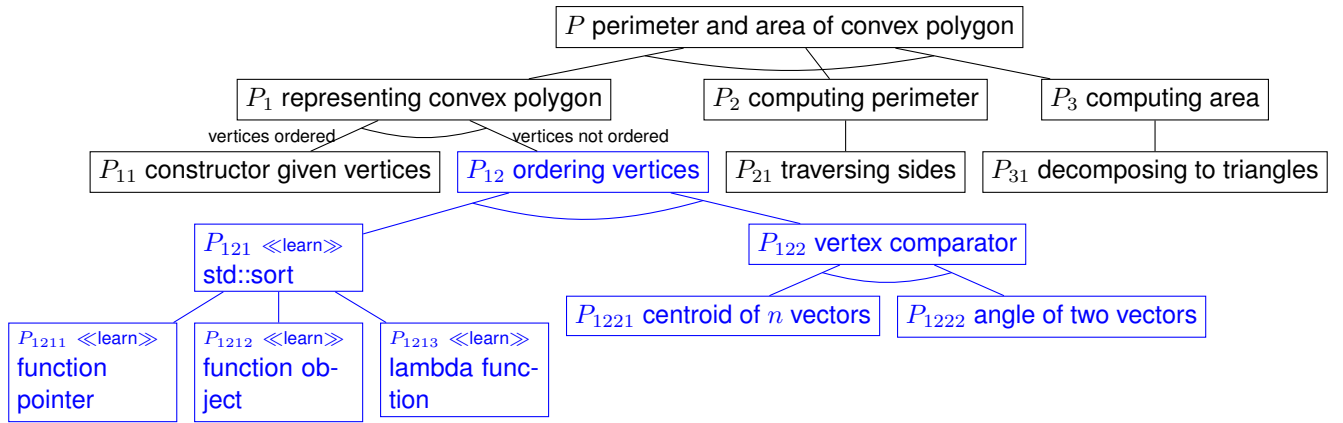 P perimeter and area of convex polygon
P₁ representing convex polygon
P₂ computing perimeter
P₃ computing area
vertices ordered
vertices not ordered
P₁₁ constructor given vertices
P₁₂ ordering vertices
P₂₁ traversing sides
P₃₁ decomposing to triangles
P₁₂₁ ≪learn≫
std::sort
P₁₂₂ vertex comparator
P₁₂₂₁ centroid of n vectors
P₁₂₂₂ angle of two vectors
P₁₂₁₁ ≪learn≫
function
pointer
P₁₂₁₂ ≪learn≫
function ob-
ject
P₁₂₁₃ ≪learn≫
lambda func-
tion